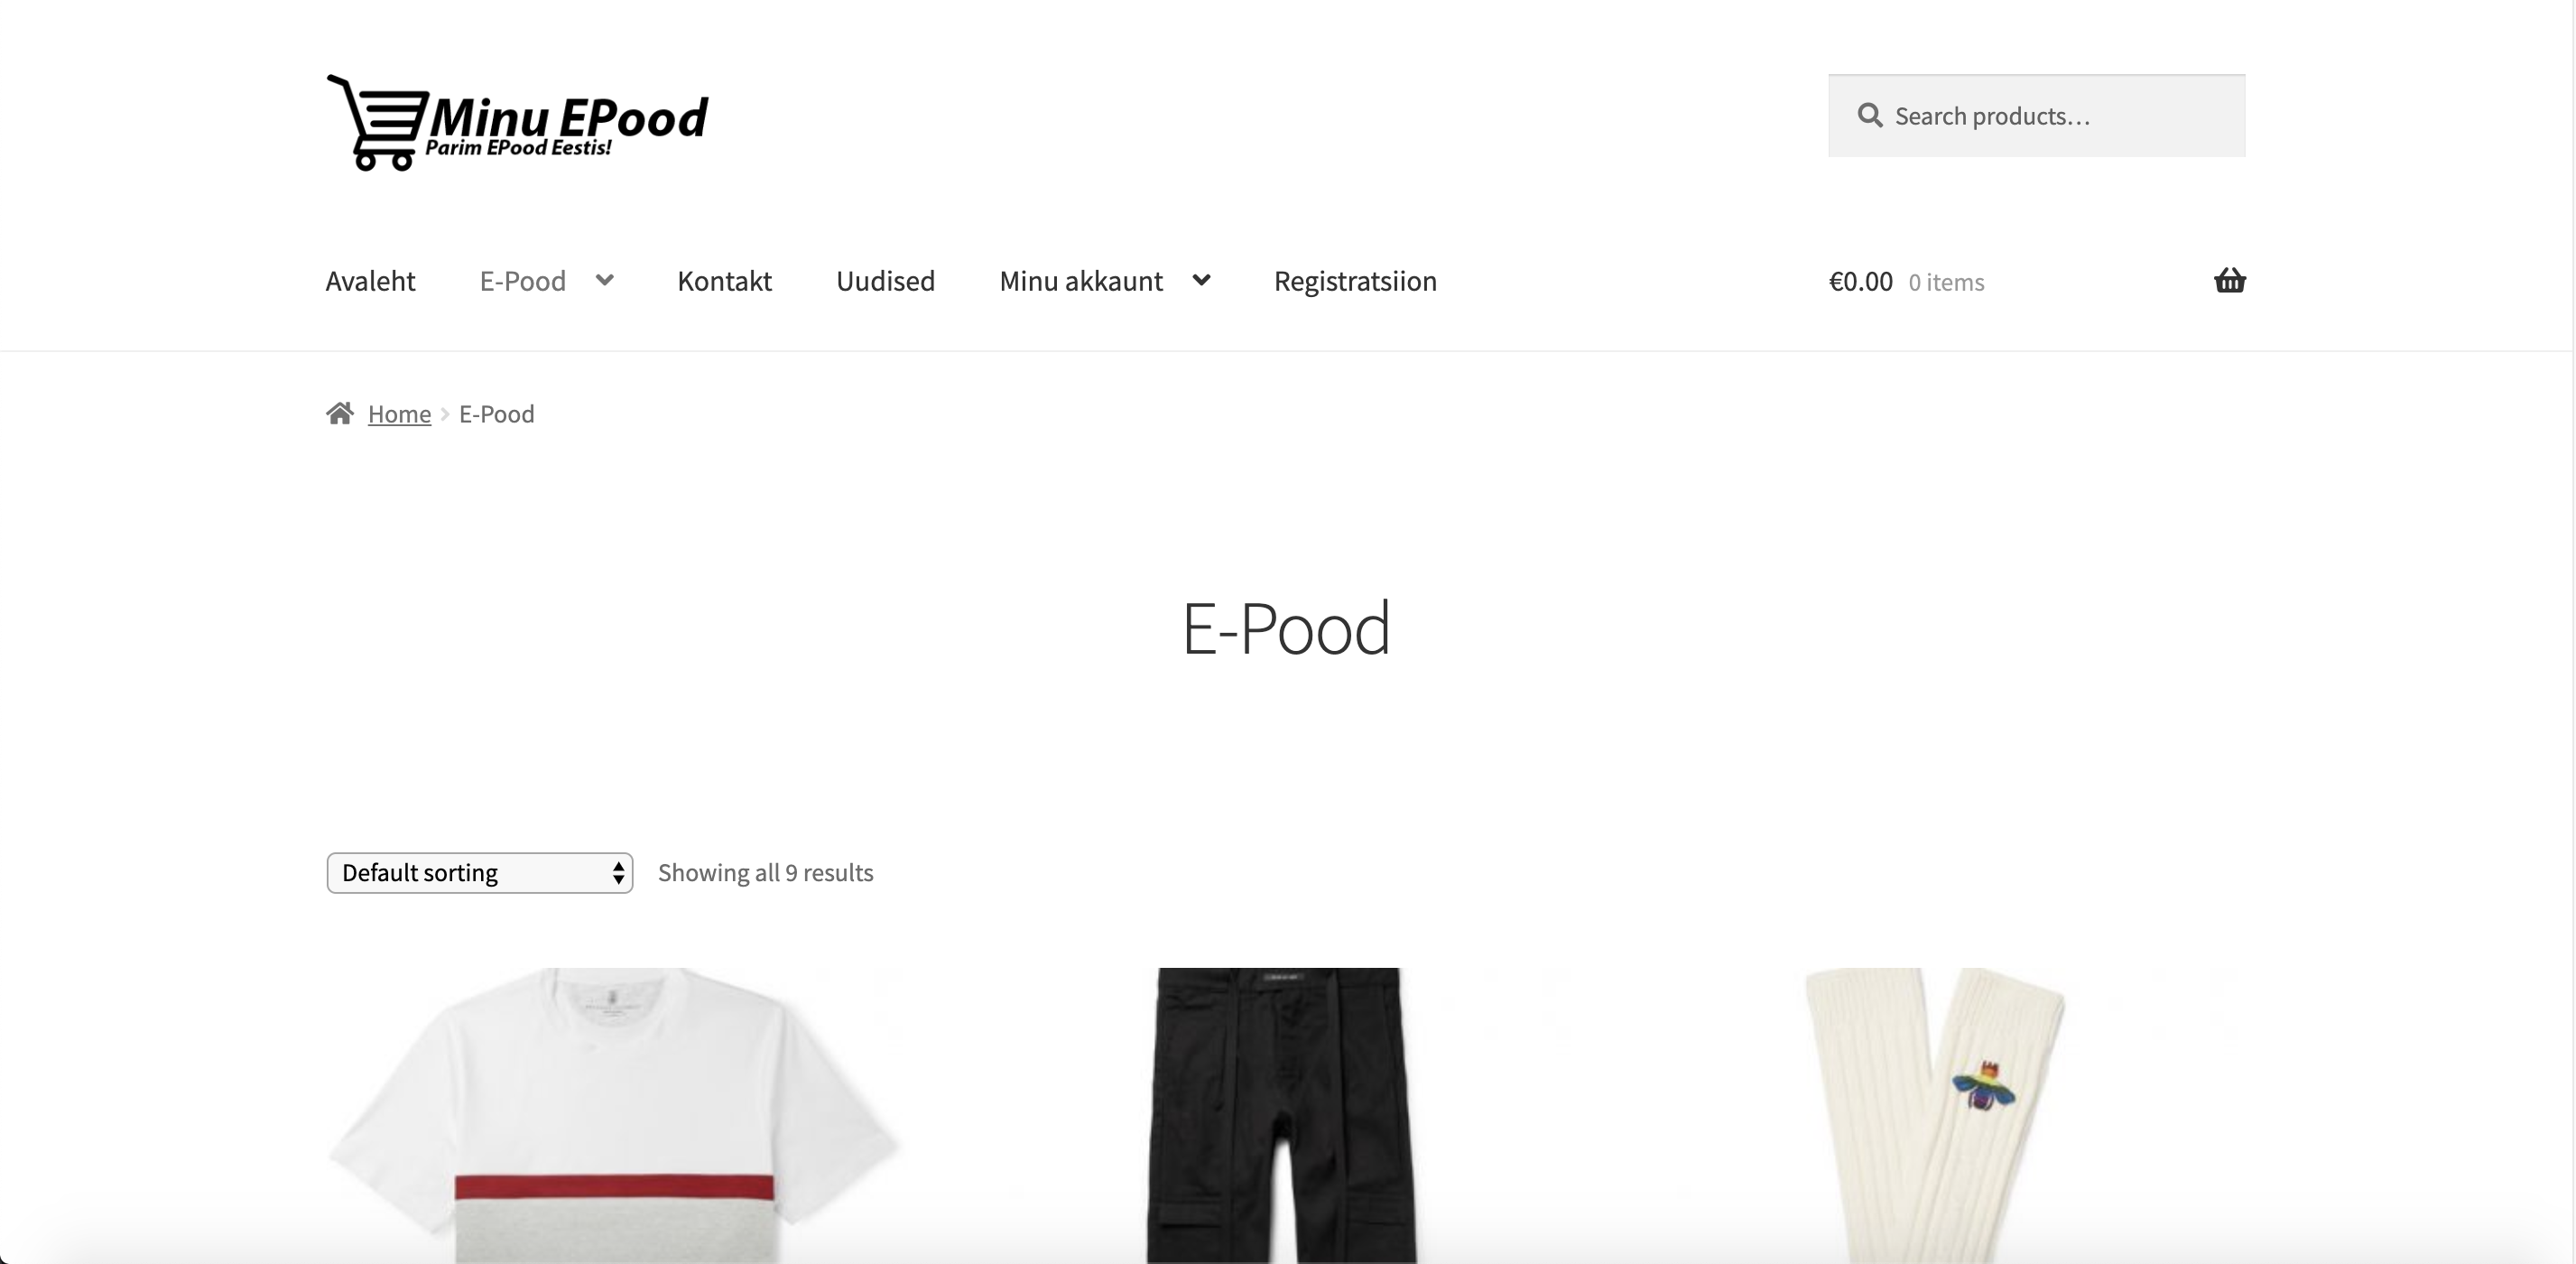 Minu EPood
Parim EPood Eestis!
Search products…
Avaleht E-Pood Kontakt Uudised Minu akkaunt Registratsiion €0.00 0 items
Home E-Pood
E-Pood
Default sorting Showing all 9 results